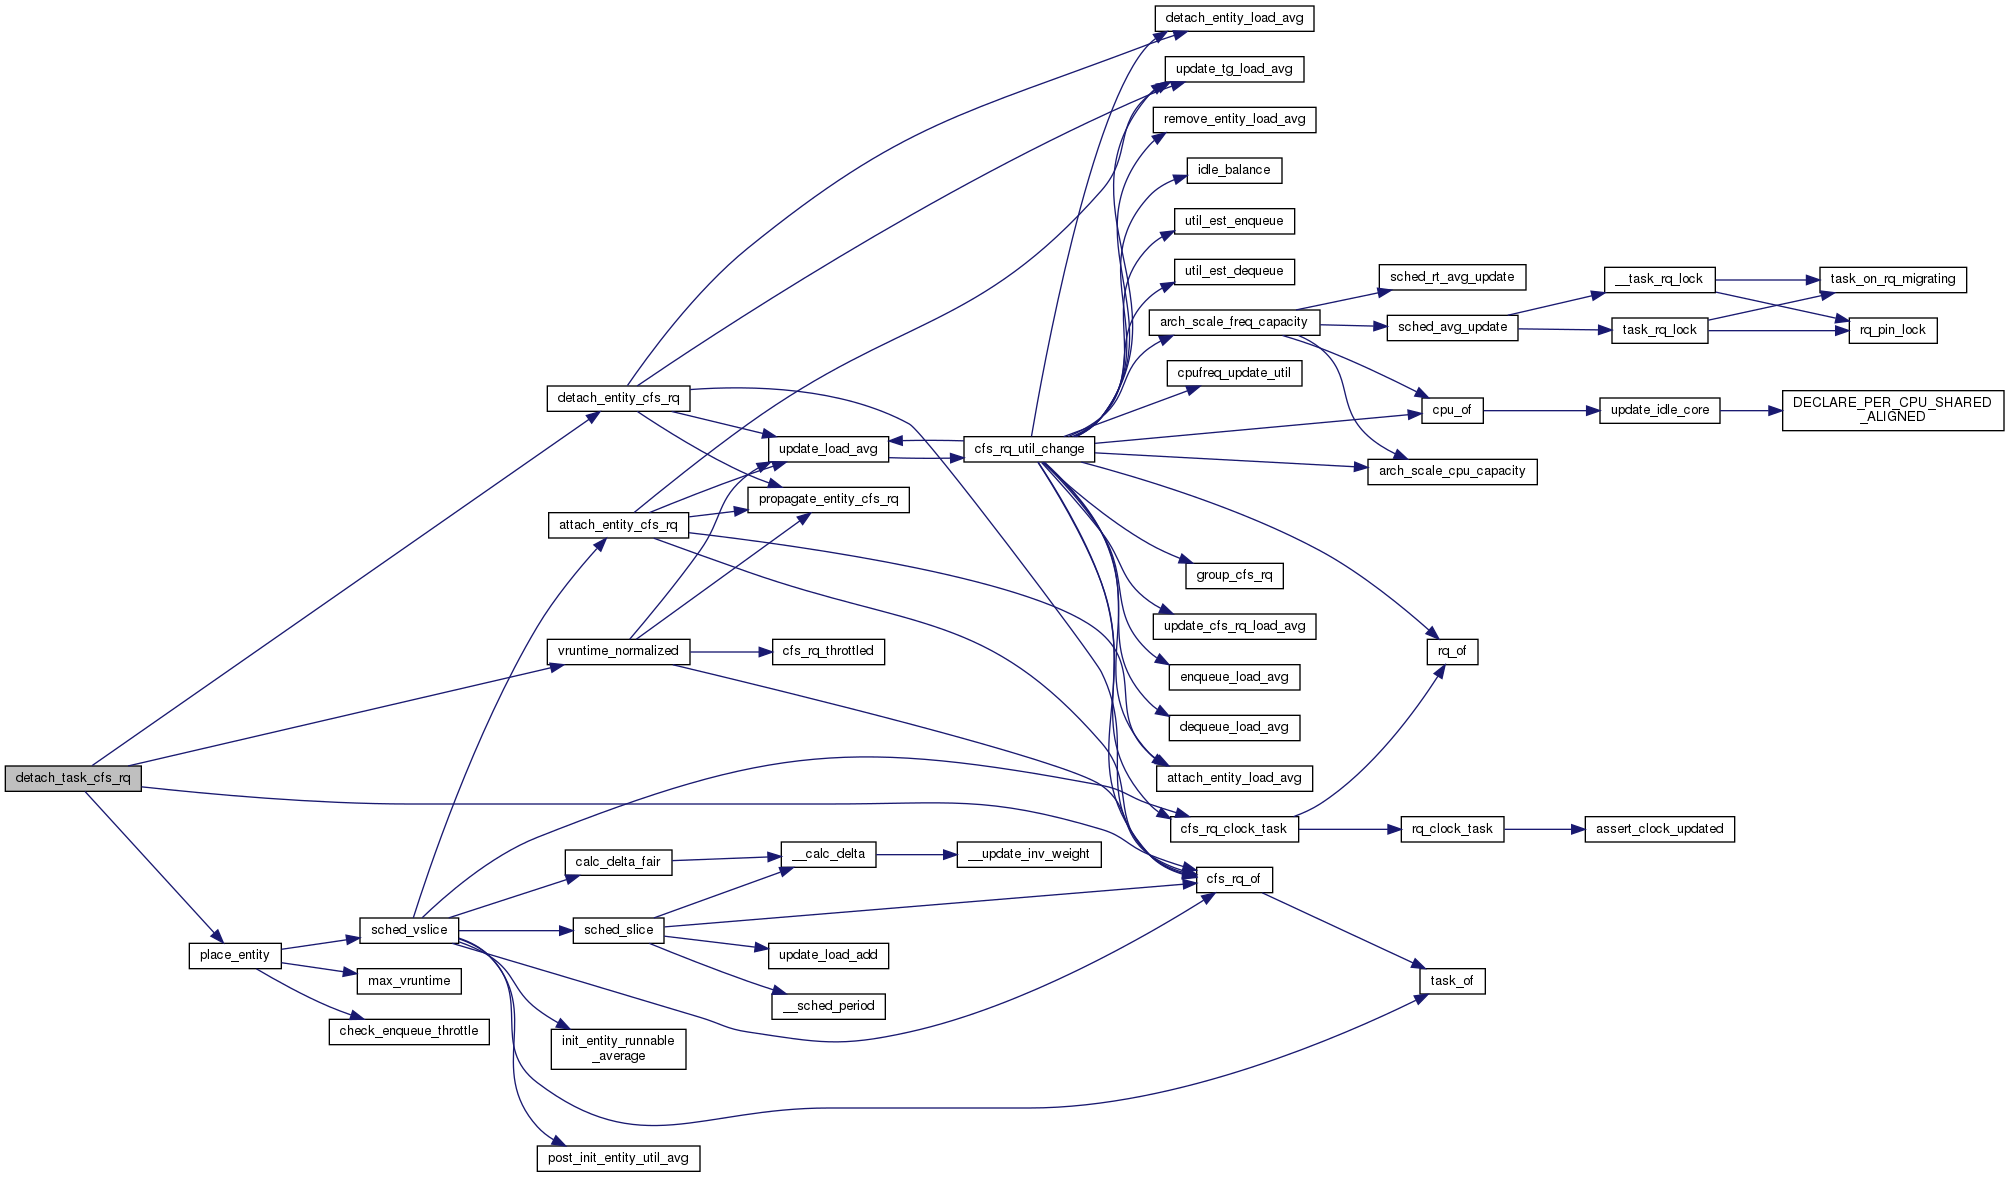 detach_entity_load_avg
update_tg_load_avg
remove_entity_load_avg
idle_balance
util_est_enqueue
util_est_dequeue
sched_rt_avg_update
__task_rq_lock
task_on_rq_migrating
arch_scale_freq_capacity
sched_avg_update
task_rq_lock
rq_pin_lock
cpufreq_update_util
detach_entity_cfs_rq
cpu_of
update_idle_core
DECLARE_PER_CPU_SHARED
_ALIGNED
update_load_avg
cfs_rq_util_change
arch_scale_cpu_capacity
propagate_entity_cfs_rq
attach_entity_cfs_rq
group_cfs_rq
update_cfs_rq_load_avg
vruntime_normalized
cfs_rq_throttled
rq_of
enqueue_load_avg
dequeue_load_avg
detach_task_cfs_rq
attach_entity_load_avg
cfs_rq_clock_task
rq_clock_task
assert_clock_updated
calc_delta_fair
__calc_delta
__update_inv_weight
cfs_rq_of
sched_vslice
sched_slice
place_entity
update_load_add
max_vruntime
task_of
__sched_period
check_enqueue_throttle
init_entity_runnable
_average
post_init_entity_util_avg